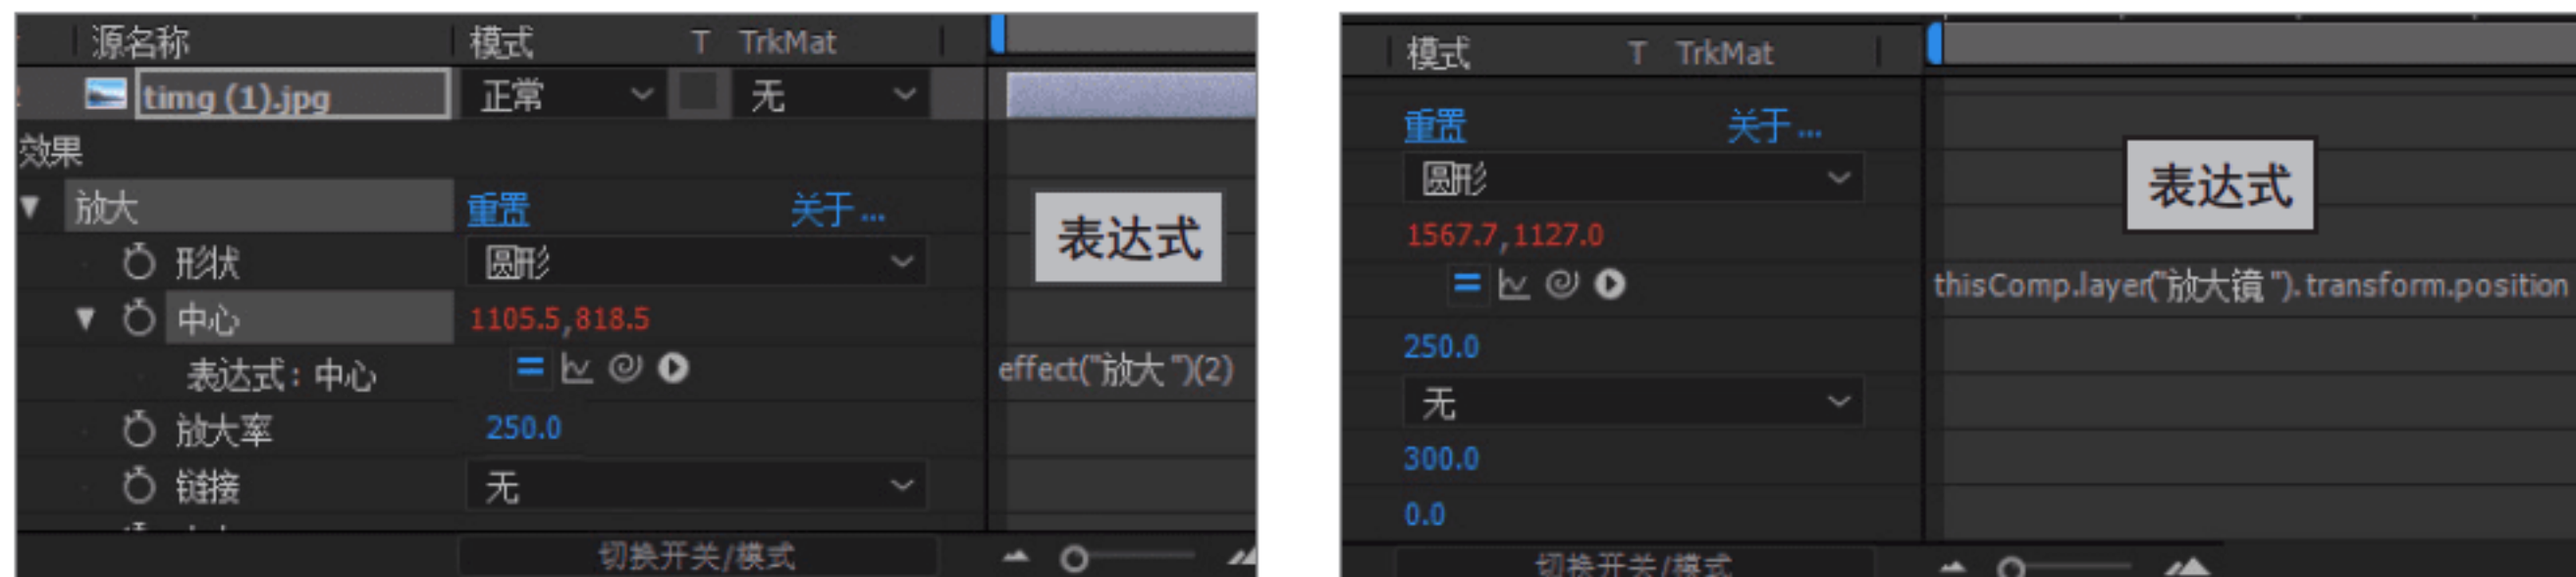 源名称 模式 T TrkMat
timg (1).jpg 正常 无
效果
放大 重置 关于...
表达式
形状 圆形
中心 1105.5,818.5
表达式：中心 effect("放大")(2)
放大率 250.0
链接 无
切换开关/模式
模式 T TrkMat
重置 关于...
表达式
圆形
1567.7,1127.0
thisComp.layer("放大镜").transform.position
250.0
无
300.0
0.0
切换开关/模式